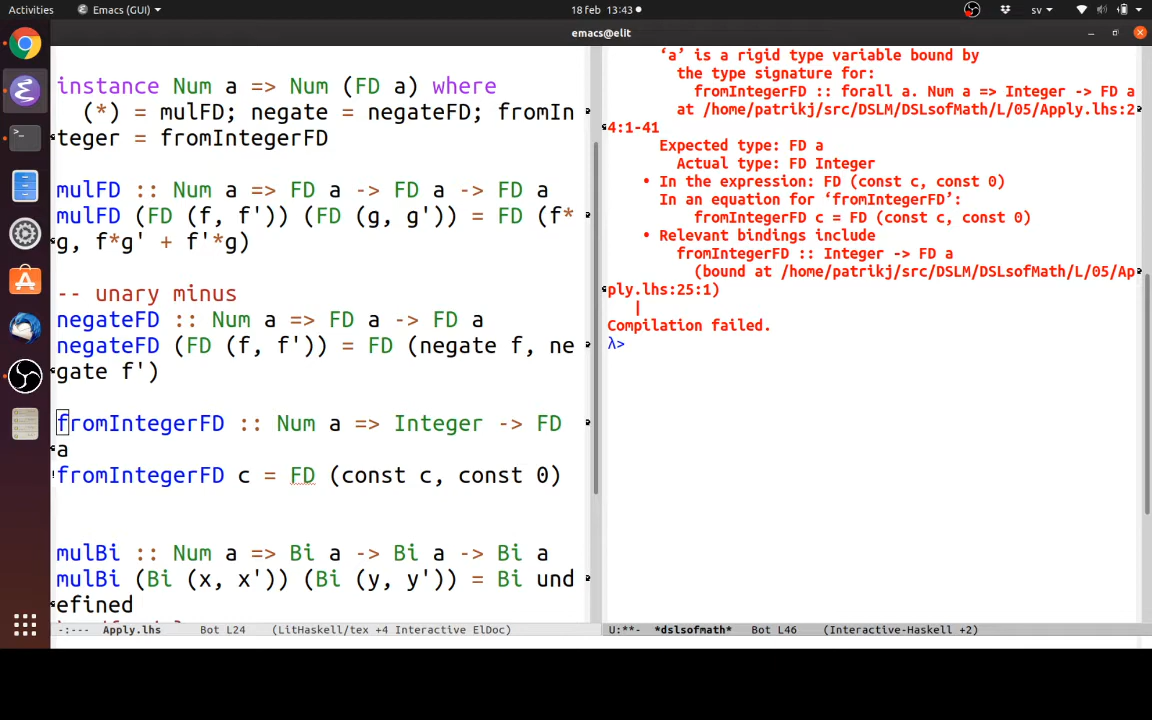 Activities
Emacs (GUI)
18 feb 13:43
sv
emacs@elit
instance Num a => Num (FD a) where
(*) = mulFD; negate = negateFD; fromIn
teger = fromIntegerFD
mulFD :: Num a => FD a -> FD a -> FD a
mulFD (FD (f, f')) (FD (g, g')) = FD (f*
g, f*g' + f'*g)
-- unary minus
negateFD :: Num a => FD a -> FD a
negateFD (FD (f, f')) = FD (negate f, ne
gate f')
fromIntegerFD :: Num a => Integer -> FD
a
fromIntegerFD c = FD (const c, const 0)
mulBi :: Num a => Bi a -> Bi a -> Bi a
mulBi (Bi (x, x')) (Bi (y, y')) = Bi und
efined
-:--- Apply.lhs Bot L24 (LitHaskell/tex +4 Interactive ElDoc)
‘a’ is a rigid type variable bound by
the type signature for:
fromIntegerFD :: forall a. Num a => Integer -> FD a
at /home/patrikj/src/DSLM/DSLsofMath/L/05/Apply.lhs:2
4:1-41
Expected type: FD a
Actual type: FD Integer
• In the expression: FD (const c, const 0)
In an equation for ‘fromIntegerFD’:
fromIntegerFD c = FD (const c, const 0)
• Relevant bindings include
fromIntegerFD :: Integer -> FD a
(bound at /home/patrikj/src/DSLM/DSLsofMath/L/05/Ap
ply.lhs:25:1)
|
Compilation failed.
λ>
U:**- *dslsofmath* Bot L46 (Interactive-Haskell +2)